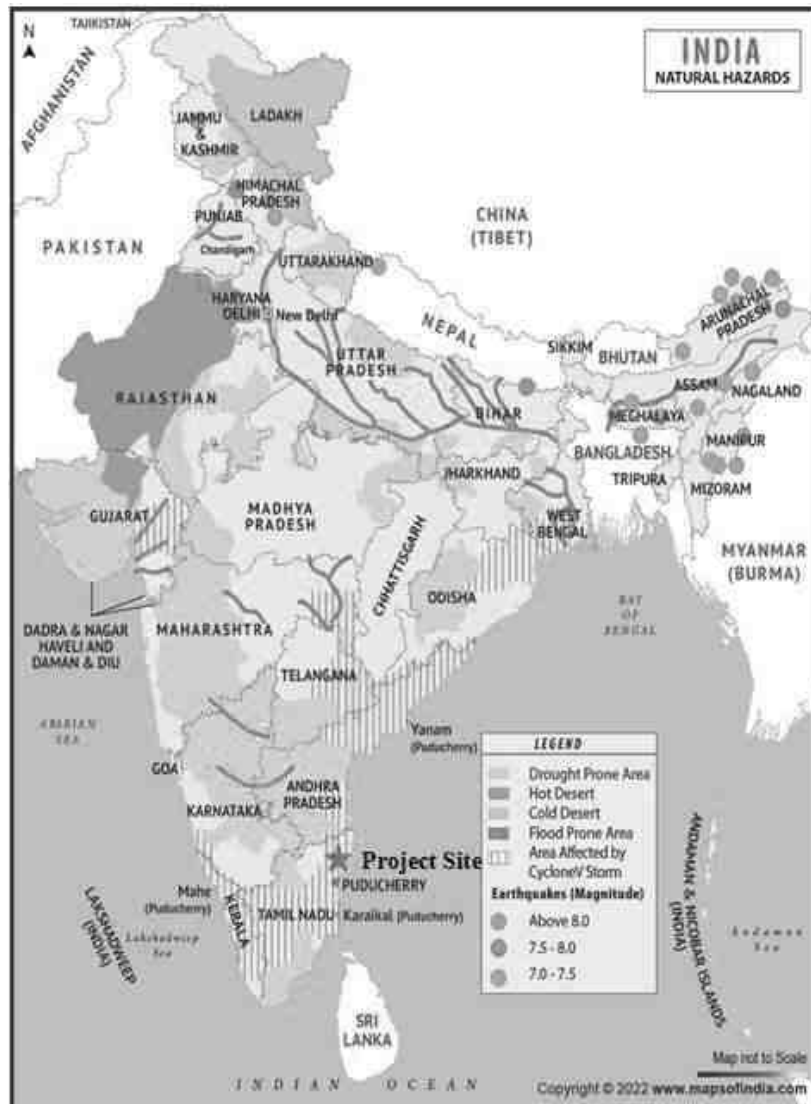 TAJIKISTAN
N
INDIA
NATURAL HAZARDS
AFGHANISTAN
LADAKH
JAMMU
&
KASHMIR
HIMACHAL
PRADESH
PUNJAB
Chandigarh
CHINA
(TIBET)
PAKISTAN
UTTARAKHAND
HARYANA
DELHI
New Delhi
NEPAL
ARUNACHAL
PRADESH
SIKKIM
BHUTAN
UTTAR
PRADESH
RAJASTHAN
ASSAM
NAGALAND
BIHAR
MEGHALAYA
BANGLADESH
MANIPUR
JHARKHAND
TRIPURA
MIZORAM
GUJARAT
MADHYA
PRADESH
WEST
BENGAL
CHHATTISGARH
MYANMAR
(BURMA)
ODISHA
BAY
OF
BENGAL
DADRA & NAGAR
HAVELI AND
DAMAN & DIU
MAHARASHTRA
TELANGANA
ARABIAN
SEA
Yanam
(Puducherry)
LEGEND
Drought Prone Area
Hot Desert
Cold Desert
Flood Prone Area
Area Affected by
CycloneV Storm
Earthquakes (Magnitude)
Above 8.0
7.5 - 8.0
7.0 - 7.5
GOA
ANDHRA
PRADESH
KARNATAKA
Project Site
PUDUCHERRY
Mahe
(Puducherry)
KERALA
TAMIL NADU
Karaikal (Puducherry)
LAKSHADWEEP
(INDIA)
Lakshadweep
Sea
ANDAMAN & NICOBAR ISLANDS
(INDIA)
Andaman
Sea
SRI
LANKA
Map not to Scale
INDIAN OCEAN
Copyright © 2022 www.mapsofindia.com